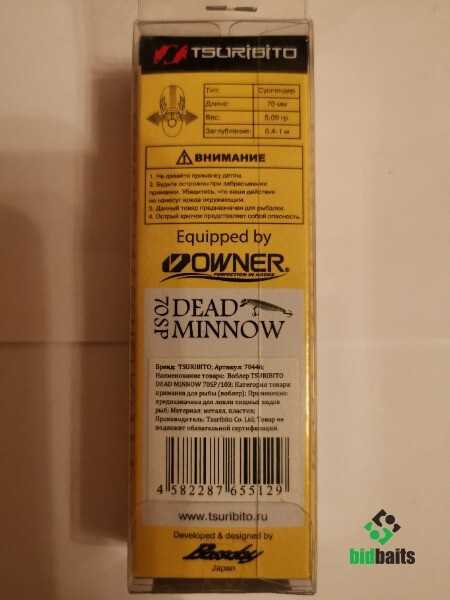 TSURIBITO
Тип: Суспендер
Длина: 70 мм
Вес: 5,00 гр
Заглубление: 0.4-1 м
ВНИМАНИЕ
1. Не давайте приманку детям.
2. Будьте осторожны при забрасывании
приманки. Убедитесь, что ваши действия
не нанесут вреда окружающим.
3. Данный товар предназначен для рыбалки.
4. Острый крючок представляет собой опасность.
Equipped by
OWNER®
PERFECTION IN HOOKS
70SP
DEAD
MINNOW
Бренд: TSURIBITO; Артикул: 70446;
Наименование товара: Воблер TSURIBITO
DEAD MINNOW 70SP /103; Категория товара:
приманка для рыбы (воблер); Применение:
предназначена для ловли хищных видов
рыб; Материал: металл, пластик;
Производитель: Tsuribito Co. Ltd; Товар не
подлежит обязательной сертификации.
4 582287 655129
www.tsuribito.ru
Developed & designed by
Japan
bidbaits